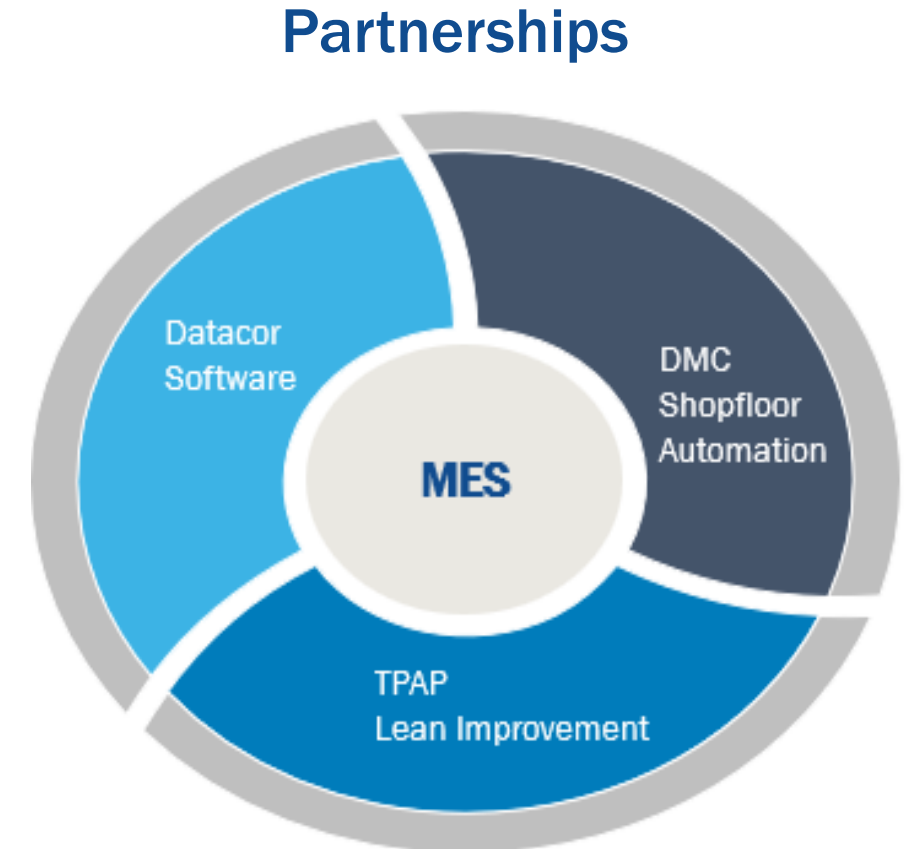 Partnerships
Datacor
Software
DMC
Shopfloor
Automation
MES
TPAP
Lean Improvement